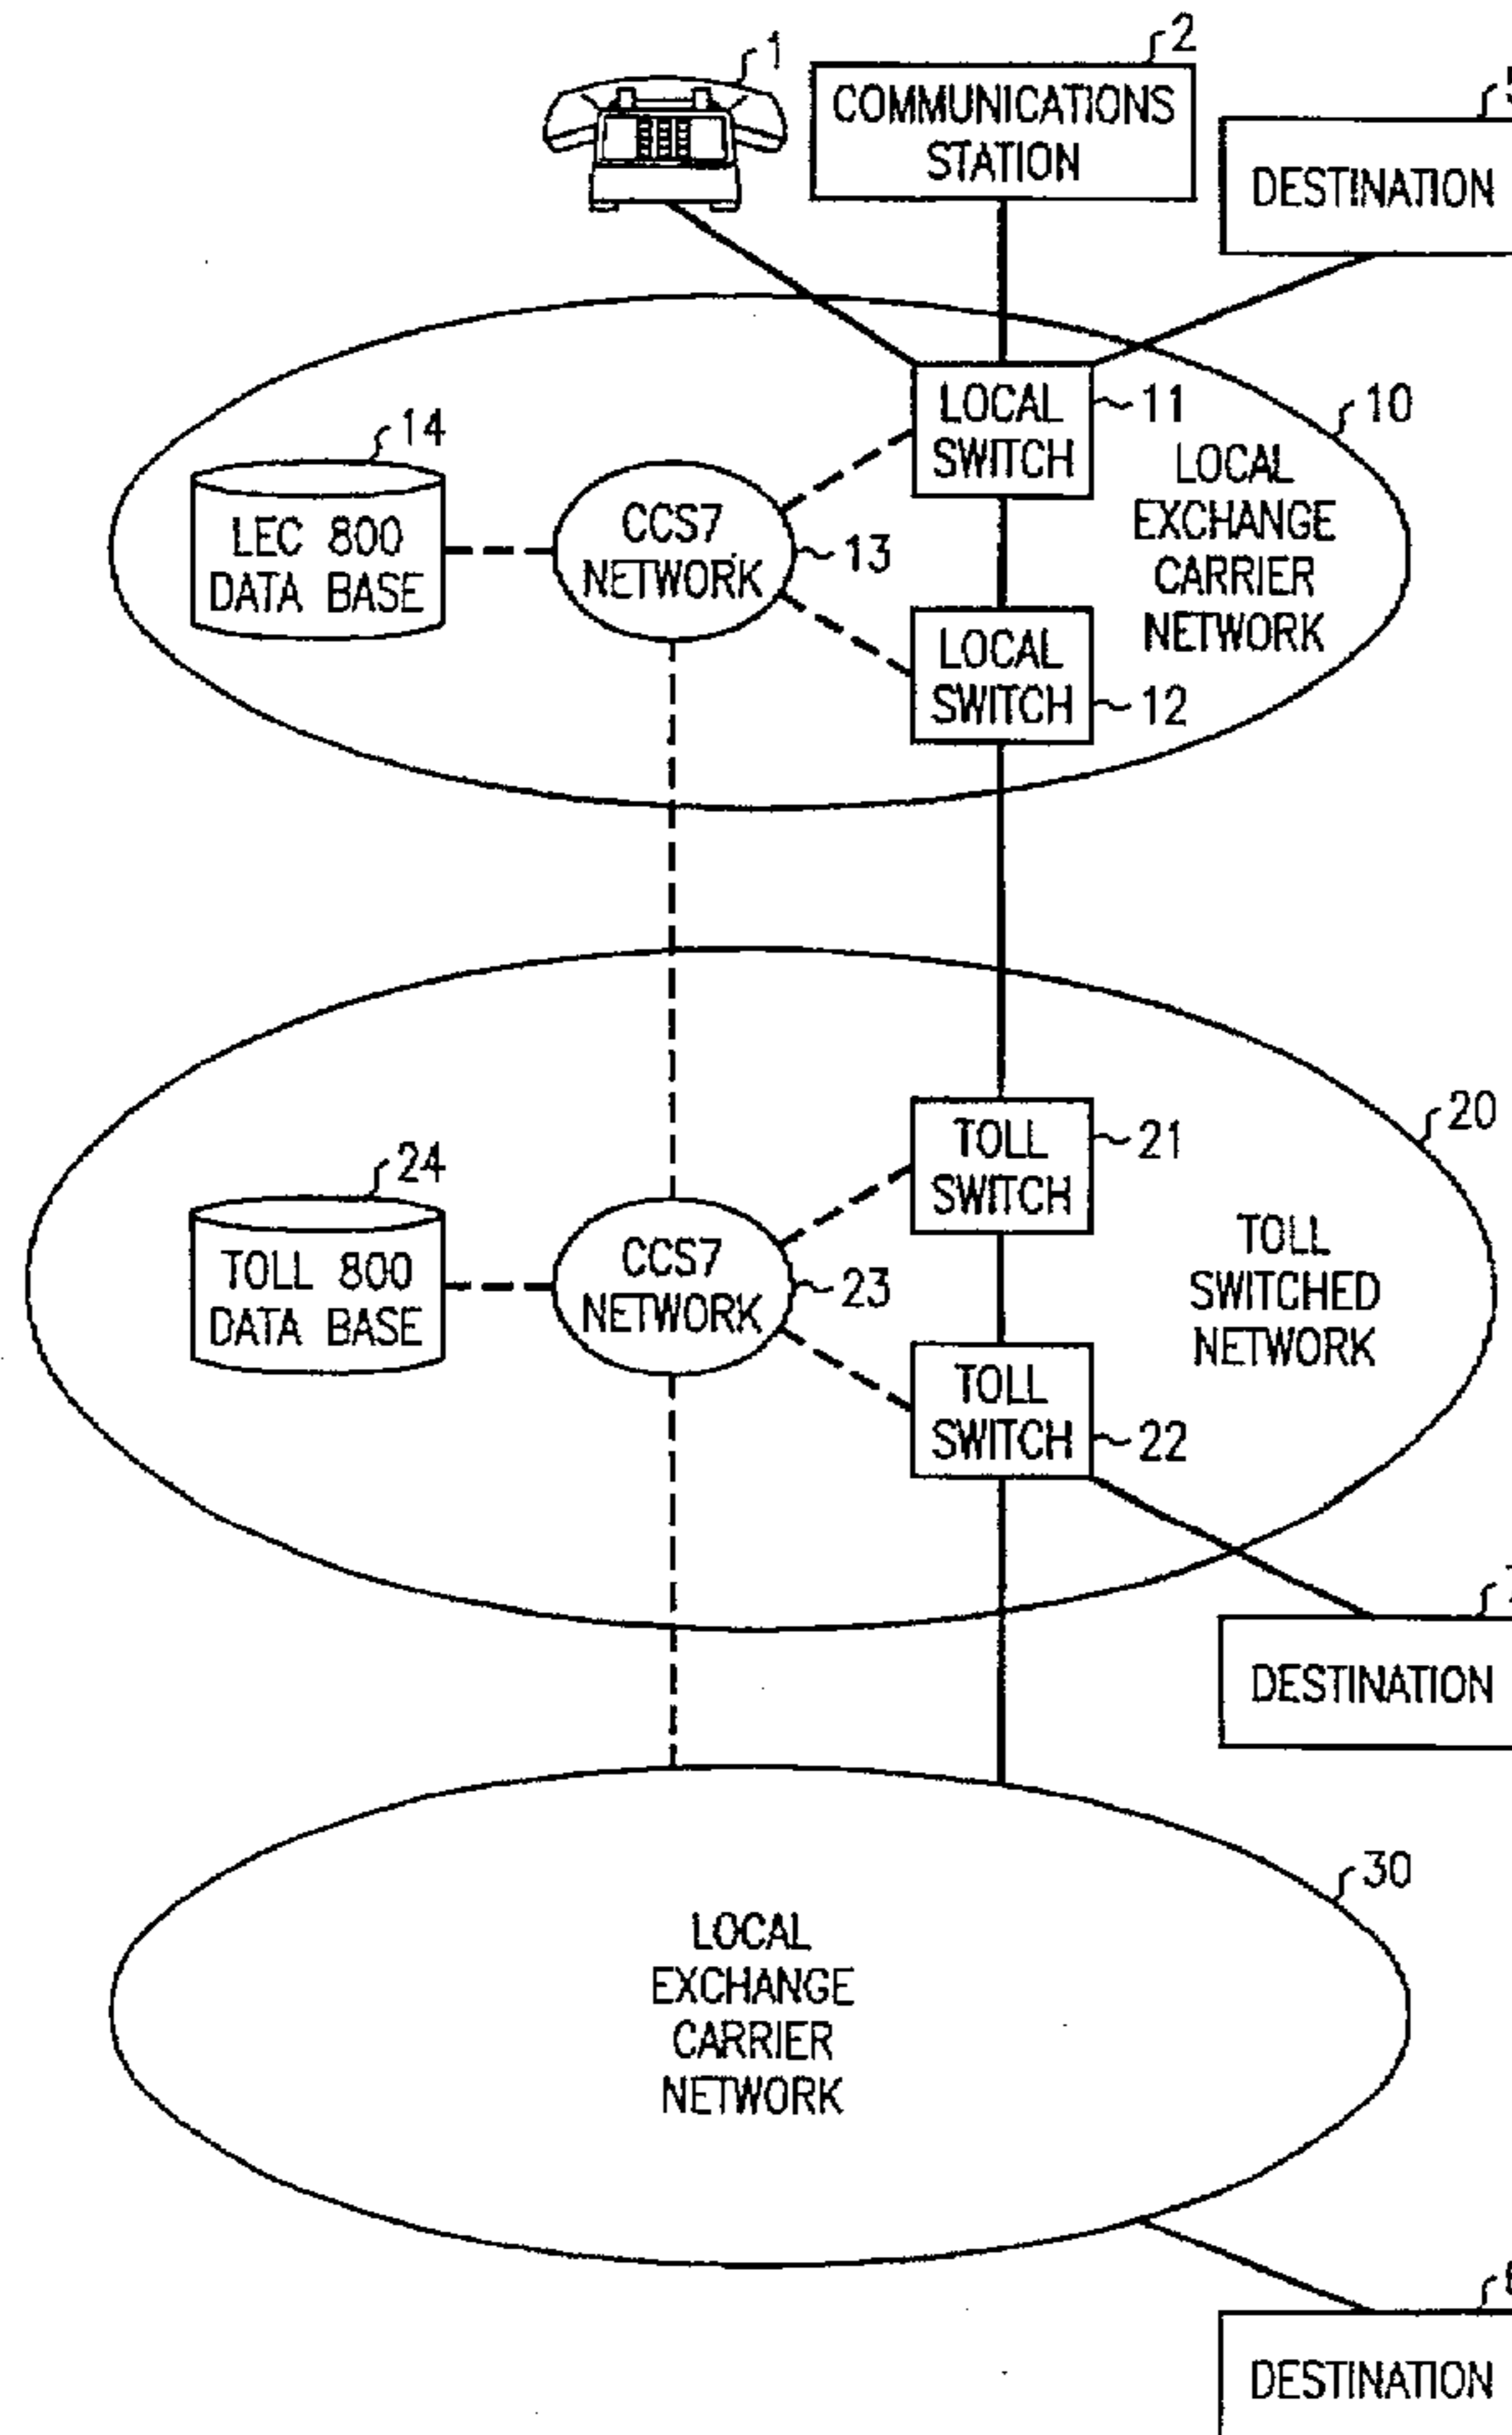 1
2
COMMUNICATIONS
STATION
5
DESTINATION
LOCAL
SWITCH
11
10
LOCAL
EXCHANGE
CARRIER
NETWORK
14
LEC 800
DATA BASE
CCS7
NETWORK
13
LOCAL
SWITCH
12
20
TOLL
SWITCH
21
24
TOLL 800
DATA BASE
CCS7
NETWORK
23
TOLL
SWITCHED
NETWORK
TOLL
SWITCH
22
DESTINATION
30
LOCAL
EXCHANGE
CARRIER
NETWORK
DESTINATION